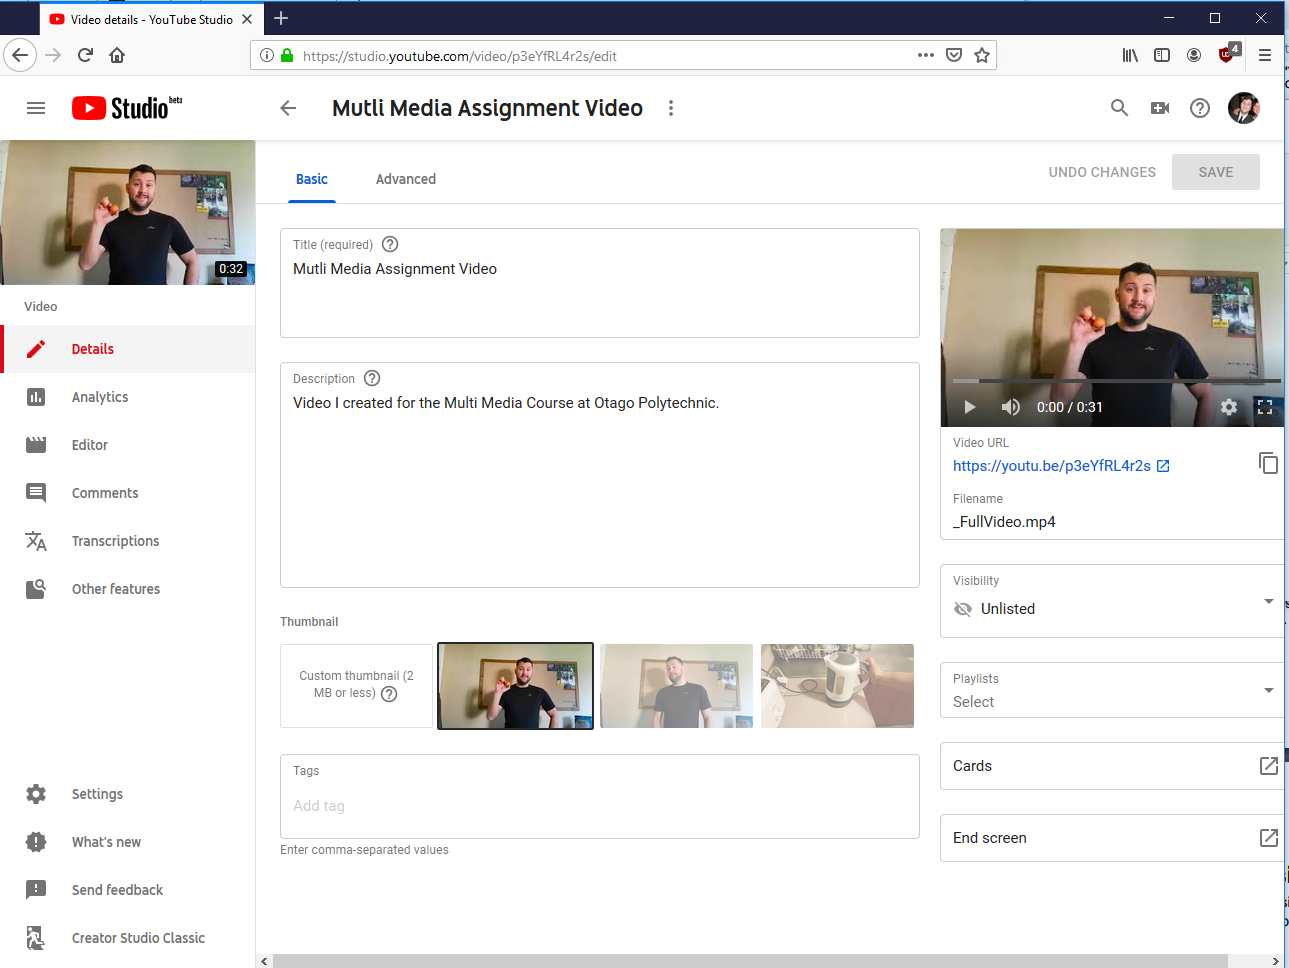 Video details - YouTube Studio
https://studio.youtube.com/video/p3eYfRL4r2s/edit
4
Studio beta
Mutli Media Assignment Video
0:32
Video
Details
Analytics
Editor
Comments
Transcriptions
Other features
Settings
What's new
Send feedback
Creator Studio Classic
Basic
Advanced
UNDO CHANGES
SAVE
Title (required)
Mutli Media Assignment Video
Description
Video I created for the Multi Media Course at Otago Polytechnic.
Thumbnail
Custom thumbnail (2
MB or less)
Tags
Add tag
Enter comma-separated values
0:00 / 0:31
Video URL
https://youtu.be/p3eYfRL4r2s
Filename
_FullVideo.mp4
Visibility
Unlisted
Playlists
Select
Cards
End screen